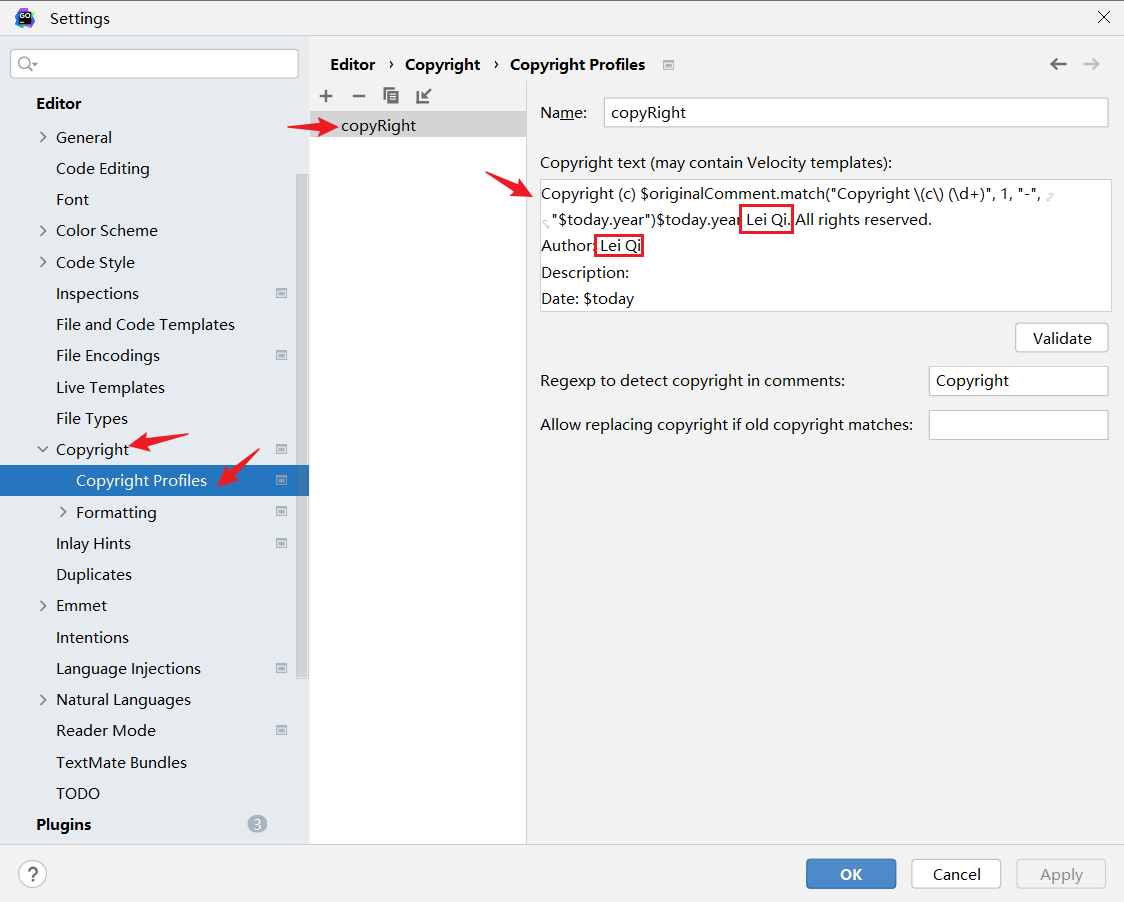 GO
Settings
Editor
General
Code Editing
Font
Color Scheme
Code Style
Inspections
File and Code Templates
File Encodings
Live Templates
File Types
Copyright
Copyright Profiles
Formatting
Inlay Hints
Duplicates
Emmet
Intentions
Language Injections
Natural Languages
Reader Mode
TextMate Bundles
TODO
Plugins
3
Editor › Copyright › Copyright Profiles
copyRight
Name: copyRight
Copyright text (may contain Velocity templates):
Copyright (c) $originalComment.match("Copyright \(c\) (\d+)", 1, "-",
"$today.year")$today.year Lei Qi. All rights reserved.
Author: Lei Qi
Description:
Date: $today
Validate
Regexp to detect copyright in comments: Copyright
Allow replacing copyright if old copyright matches:
?
OK
Cancel
Apply